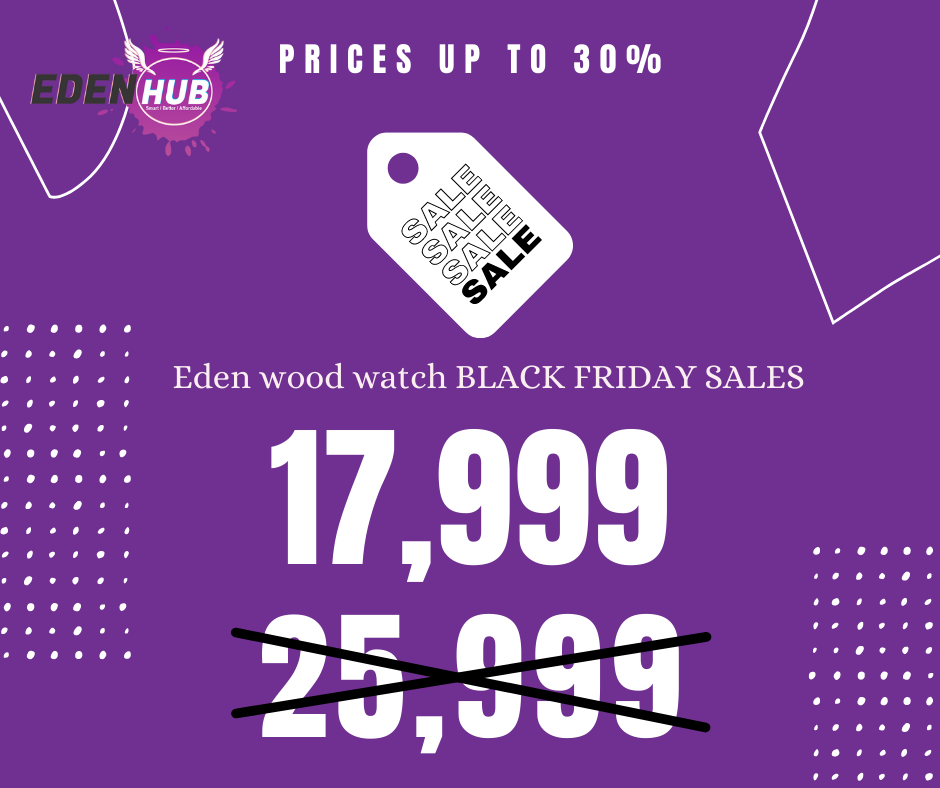 PRICES UP TO 30%
EDEN HUB
Smart / Better / Affordable
SALE
SALE
SALE
SALE
Eden wood watch BLACK FRIDAY SALES
17,999
25,999